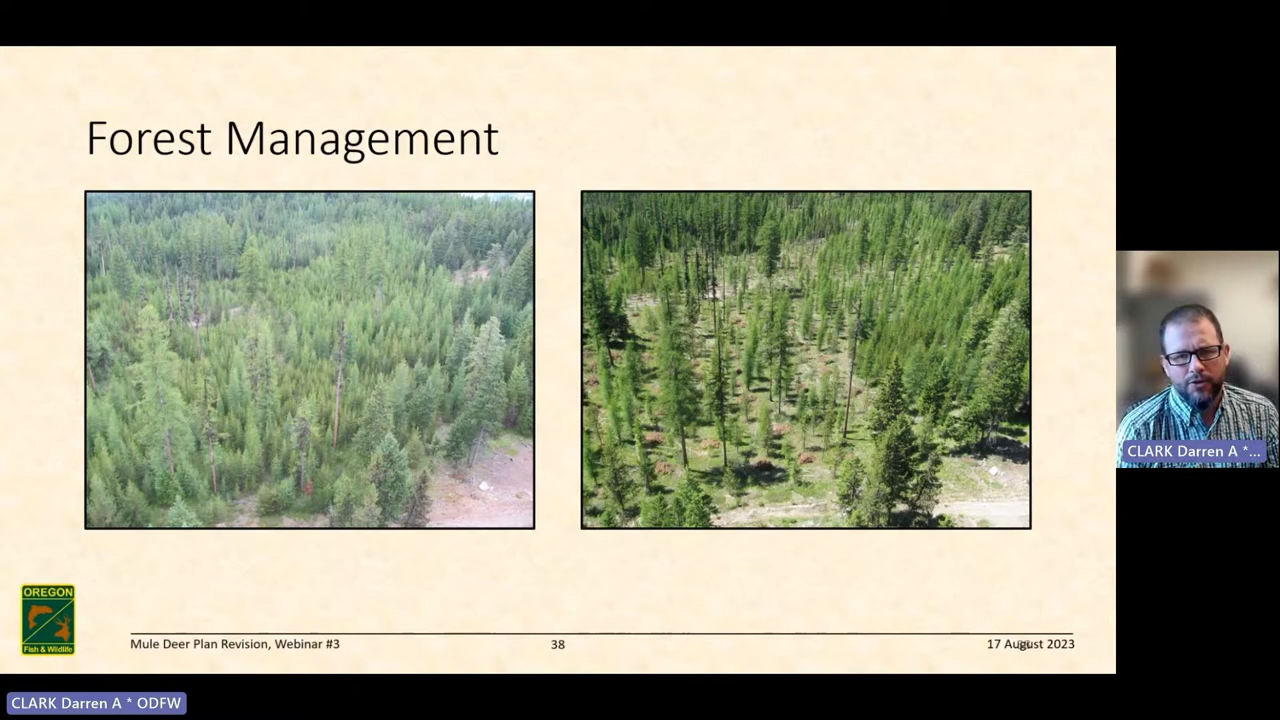 Forest Management
CLARK Darren A *...
OREGON
Fish & Wildlife
Mule Deer Plan Revision, Webinar #3
38
17 August 2023
CLARK Darren A * ODFW